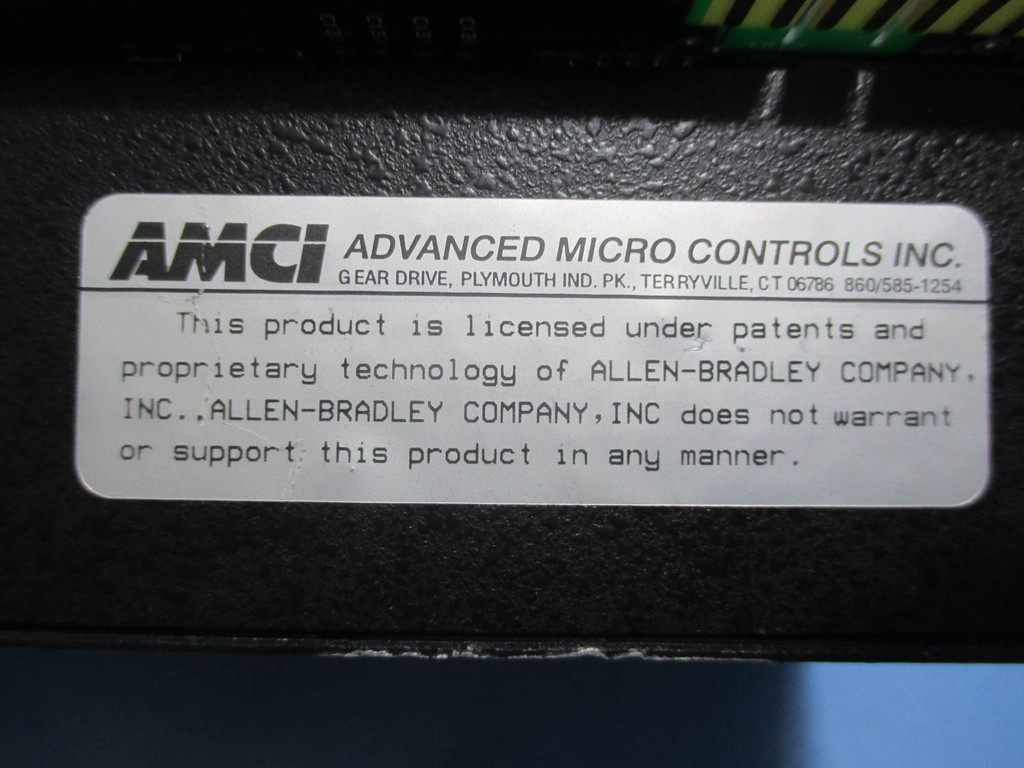 AMCI ADVANCED MICRO CONTROLS INC.
GEAR DRIVE, PLYMOUTH IND. PK., TERRYVILLE, CT 06786 860/585-1254
This product is licensed under patents and
proprietary technology of ALLEN-BRADLEY COMPANY,
INC..,ALLEN-BRADLEY COMPANY,INC does not warrant
or support this product in any manner.